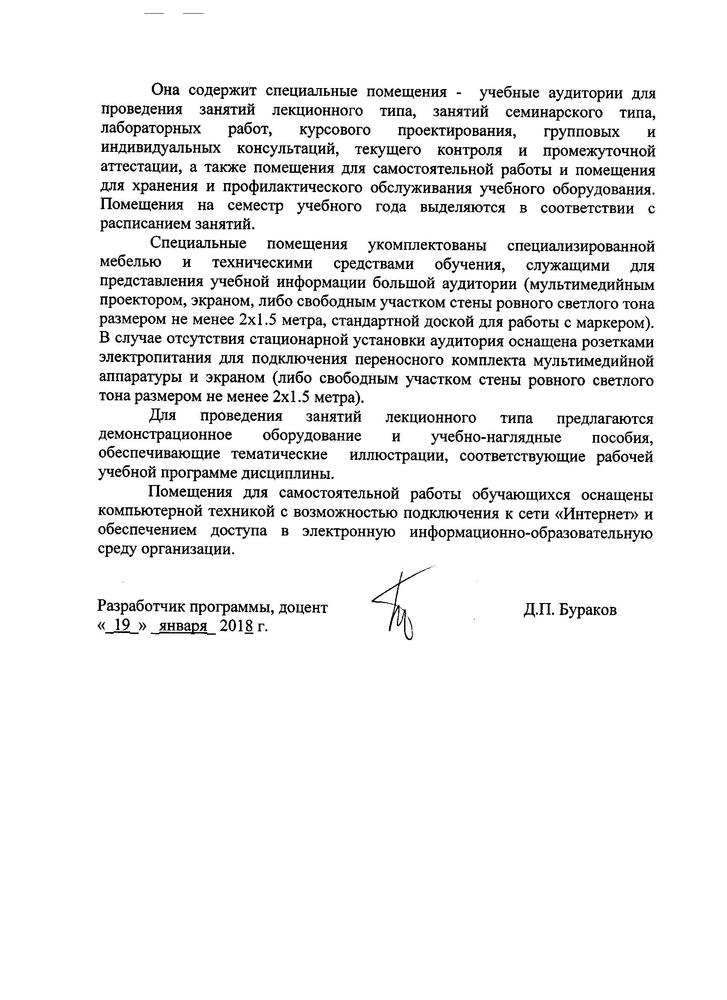 Она содержит специальные помещения - учебные аудитории для
проведения занятий лекционного типа, занятий семинарского типа,
лабораторных работ, курсового проектирования, групповых и
индивидуальных консультаций, текущего контроля и промежуточной
аттестации, а также помещения для самостоятельной работы и помещения
для хранения и профилактического обслуживания учебного оборудования.
Помещения на семестр учебного года выделяются в соответствии с
расписанием занятий.
Специальные помещения укомплектованы специализированной
мебелью и техническими средствами обучения, служащими для
представления учебной информации большой аудитории (мультимедийным
проектором, экраном, либо свободным участком стены ровного светлого тона
размером не менее 2х1.5 метра, стандартной доской для работы с маркером).
В случае отсутствия стационарной установки аудитория оснащена розетками
электропитания для подключения переносного комплекта мультимедийной
аппаратуры и экраном (либо свободным участком стены ровного светлого
тона размером не менее 2х1.5 метра).
Для проведения занятий лекционного типа предлагаются
демонстрационное оборудование и учебно-наглядные пособия,
обеспечивающие тематические иллюстрации, соответствующие рабочей
учебной программе дисциплины.
Помещения для самостоятельной работы обучающихся оснащены
компьютерной техникой с возможностью подключения к сети «Интернет» и
обеспечением доступа в электронную информационно-образовательную
среду организации.
Разработчик программы, доцент Д.П. Бураков
«_19_» _января_ 2018 г.